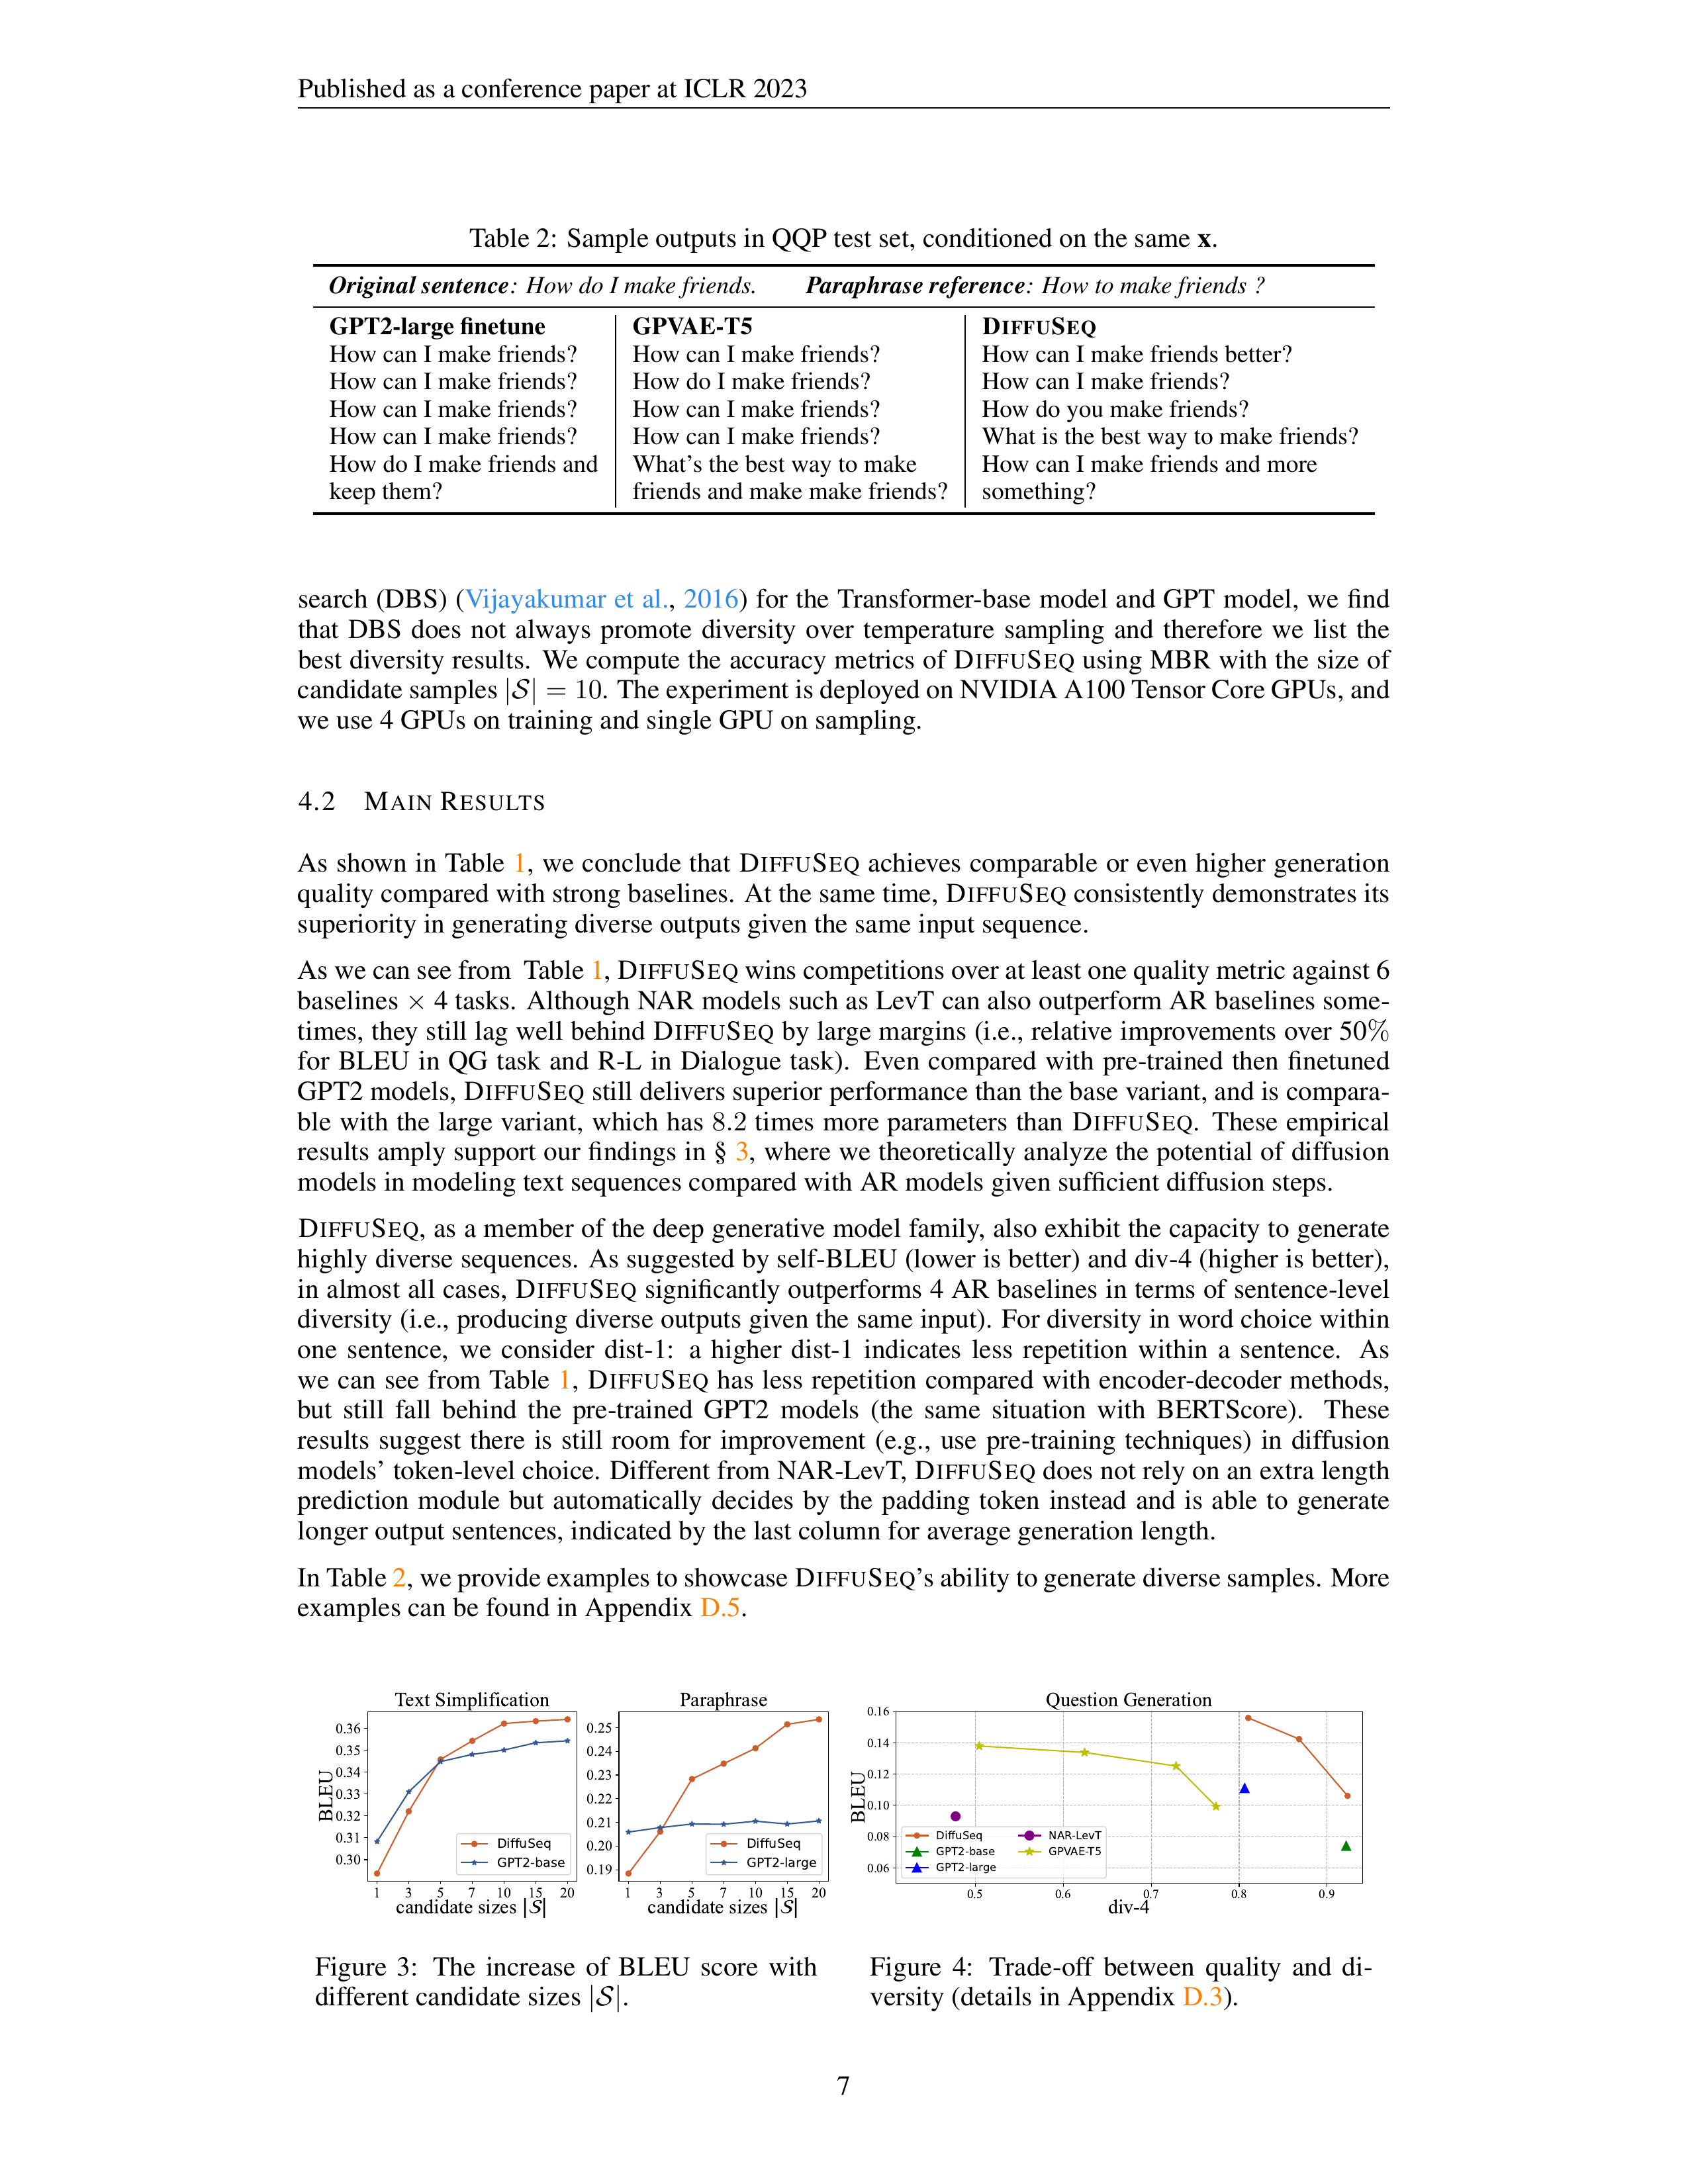 Published as a conference paper at ICLR 2023
Table 2: Sample outputs in QQP test set, conditioned on the same x.
Original sentence: How do I make friends. Paraphrase reference: How to make friends ?
GPT2-large finetune
How can I make friends?
How can I make friends?
How can I make friends?
How can I make friends?
How do I make friends and
keep them?
GPVAE-T5
How can I make friends?
How do I make friends?
How can I make friends?
How can I make friends?
What's the best way to make
friends and make make friends?
DIFFUSEQ
How can I make friends better?
How can I make friends?
How do you make friends?
What is the best way to make friends?
How can I make friends and more
something?
search (DBS) (Vijayakumar et al., 2016) for the Transformer-base model and GPT model, we find
that DBS does not always promote diversity over temperature sampling and therefore we list the
best diversity results. We compute the accuracy metrics of DIFFUSEQ using MBR with the size of
candidate samples |S| = 10. The experiment is deployed on NVIDIA A100 Tensor Core GPUs, and
we use 4 GPUs on training and single GPU on sampling.
4.2 MAIN RESULTS
As shown in Table 1, we conclude that DIFFUSEQ achieves comparable or even higher generation
quality compared with strong baselines. At the same time, DIFFUSEQ consistently demonstrates its
superiority in generating diverse outputs given the same input sequence.
As we can see from Table 1, DIFFUSEQ wins competitions over at least one quality metric against 6
baselines × 4 tasks. Although NAR models such as LevT can also outperform AR baselines some-
times, they still lag well behind DIFFUSEQ by large margins (i.e., relative improvements over 50%
for BLEU in QG task and R-L in Dialogue task). Even compared with pre-trained then finetuned
GPT2 models, DIFFUSEQ still delivers superior performance than the base variant, and is compara-
ble with the large variant, which has 8.2 times more parameters than DIFFUSEQ. These empirical
results amply support our findings in § 3, where we theoretically analyze the potential of diffusion
models in modeling text sequences compared with AR models given sufficient diffusion steps.
DIFFUSEQ, as a member of the deep generative model family, also exhibit the capacity to generate
highly diverse sequences. As suggested by self-BLEU (lower is better) and div-4 (higher is better),
in almost all cases, DIFFUSEQ significantly outperforms 4 AR baselines in terms of sentence-level
diversity (i.e., producing diverse outputs given the same input). For diversity in word choice within
one sentence, we consider dist-1: a higher dist-1 indicates less repetition within a sentence. As
we can see from Table 1, DIFFUSEQ has less repetition compared with encoder-decoder methods,
but still fall behind the pre-trained GPT2 models (the same situation with BERTScore). These
results suggest there is still room for improvement (e.g., use pre-training techniques) in diffusion
models' token-level choice. Different from NAR-LevT, DIFFUSEQ does not rely on an extra length
prediction module but automatically decides by the padding token instead and is able to generate
longer output sentences, indicated by the last column for average generation length.
In Table 2, we provide examples to showcase DIFFUSEQ's ability to generate diverse samples. More
examples can be found in Appendix D.5.
Text Simplification
BLEU
0.36
0.35
0.34
0.33
0.32
0.31
0.30
DiffuSeq
GPT2-base
1 3 5 7 10 15 20
candidate sizes |S|
Paraphrase
0.25
0.24
0.23
0.22
0.21
0.20
0.19
DiffuSeq
GPT2-large
1 3 5 7 10 15 20
candidate sizes |S|
Figure 3: The increase of BLEU score with
different candidate sizes |S|.
Question Generation
BLEU
0.16
0.14
0.12
0.10
0.08
0.06
DiffuSeq
GPT2-base
GPT2-large
NAR-LevT
GPVAE-T5
0.5 0.6 0.7 0.8 0.9
div-4
Figure 4: Trade-off between quality and di-
versity (details in Appendix D.3).
7